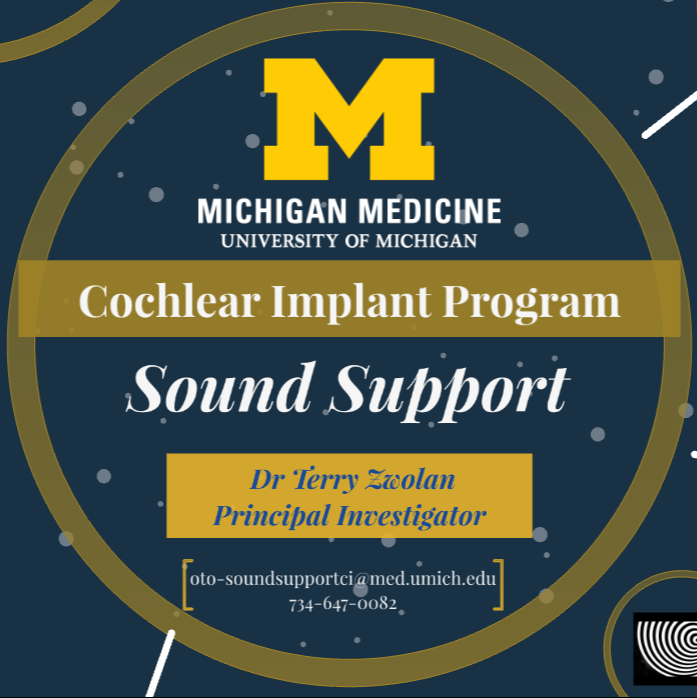 M
MICHIGAN MEDICINE
UNIVERSITY OF MICHIGAN
Cochlear Implant Program
Sound Support
Dr Terry Zwolan
Principal Investigator
oto-soundsupportci@med.umich.edu
734-647-0082